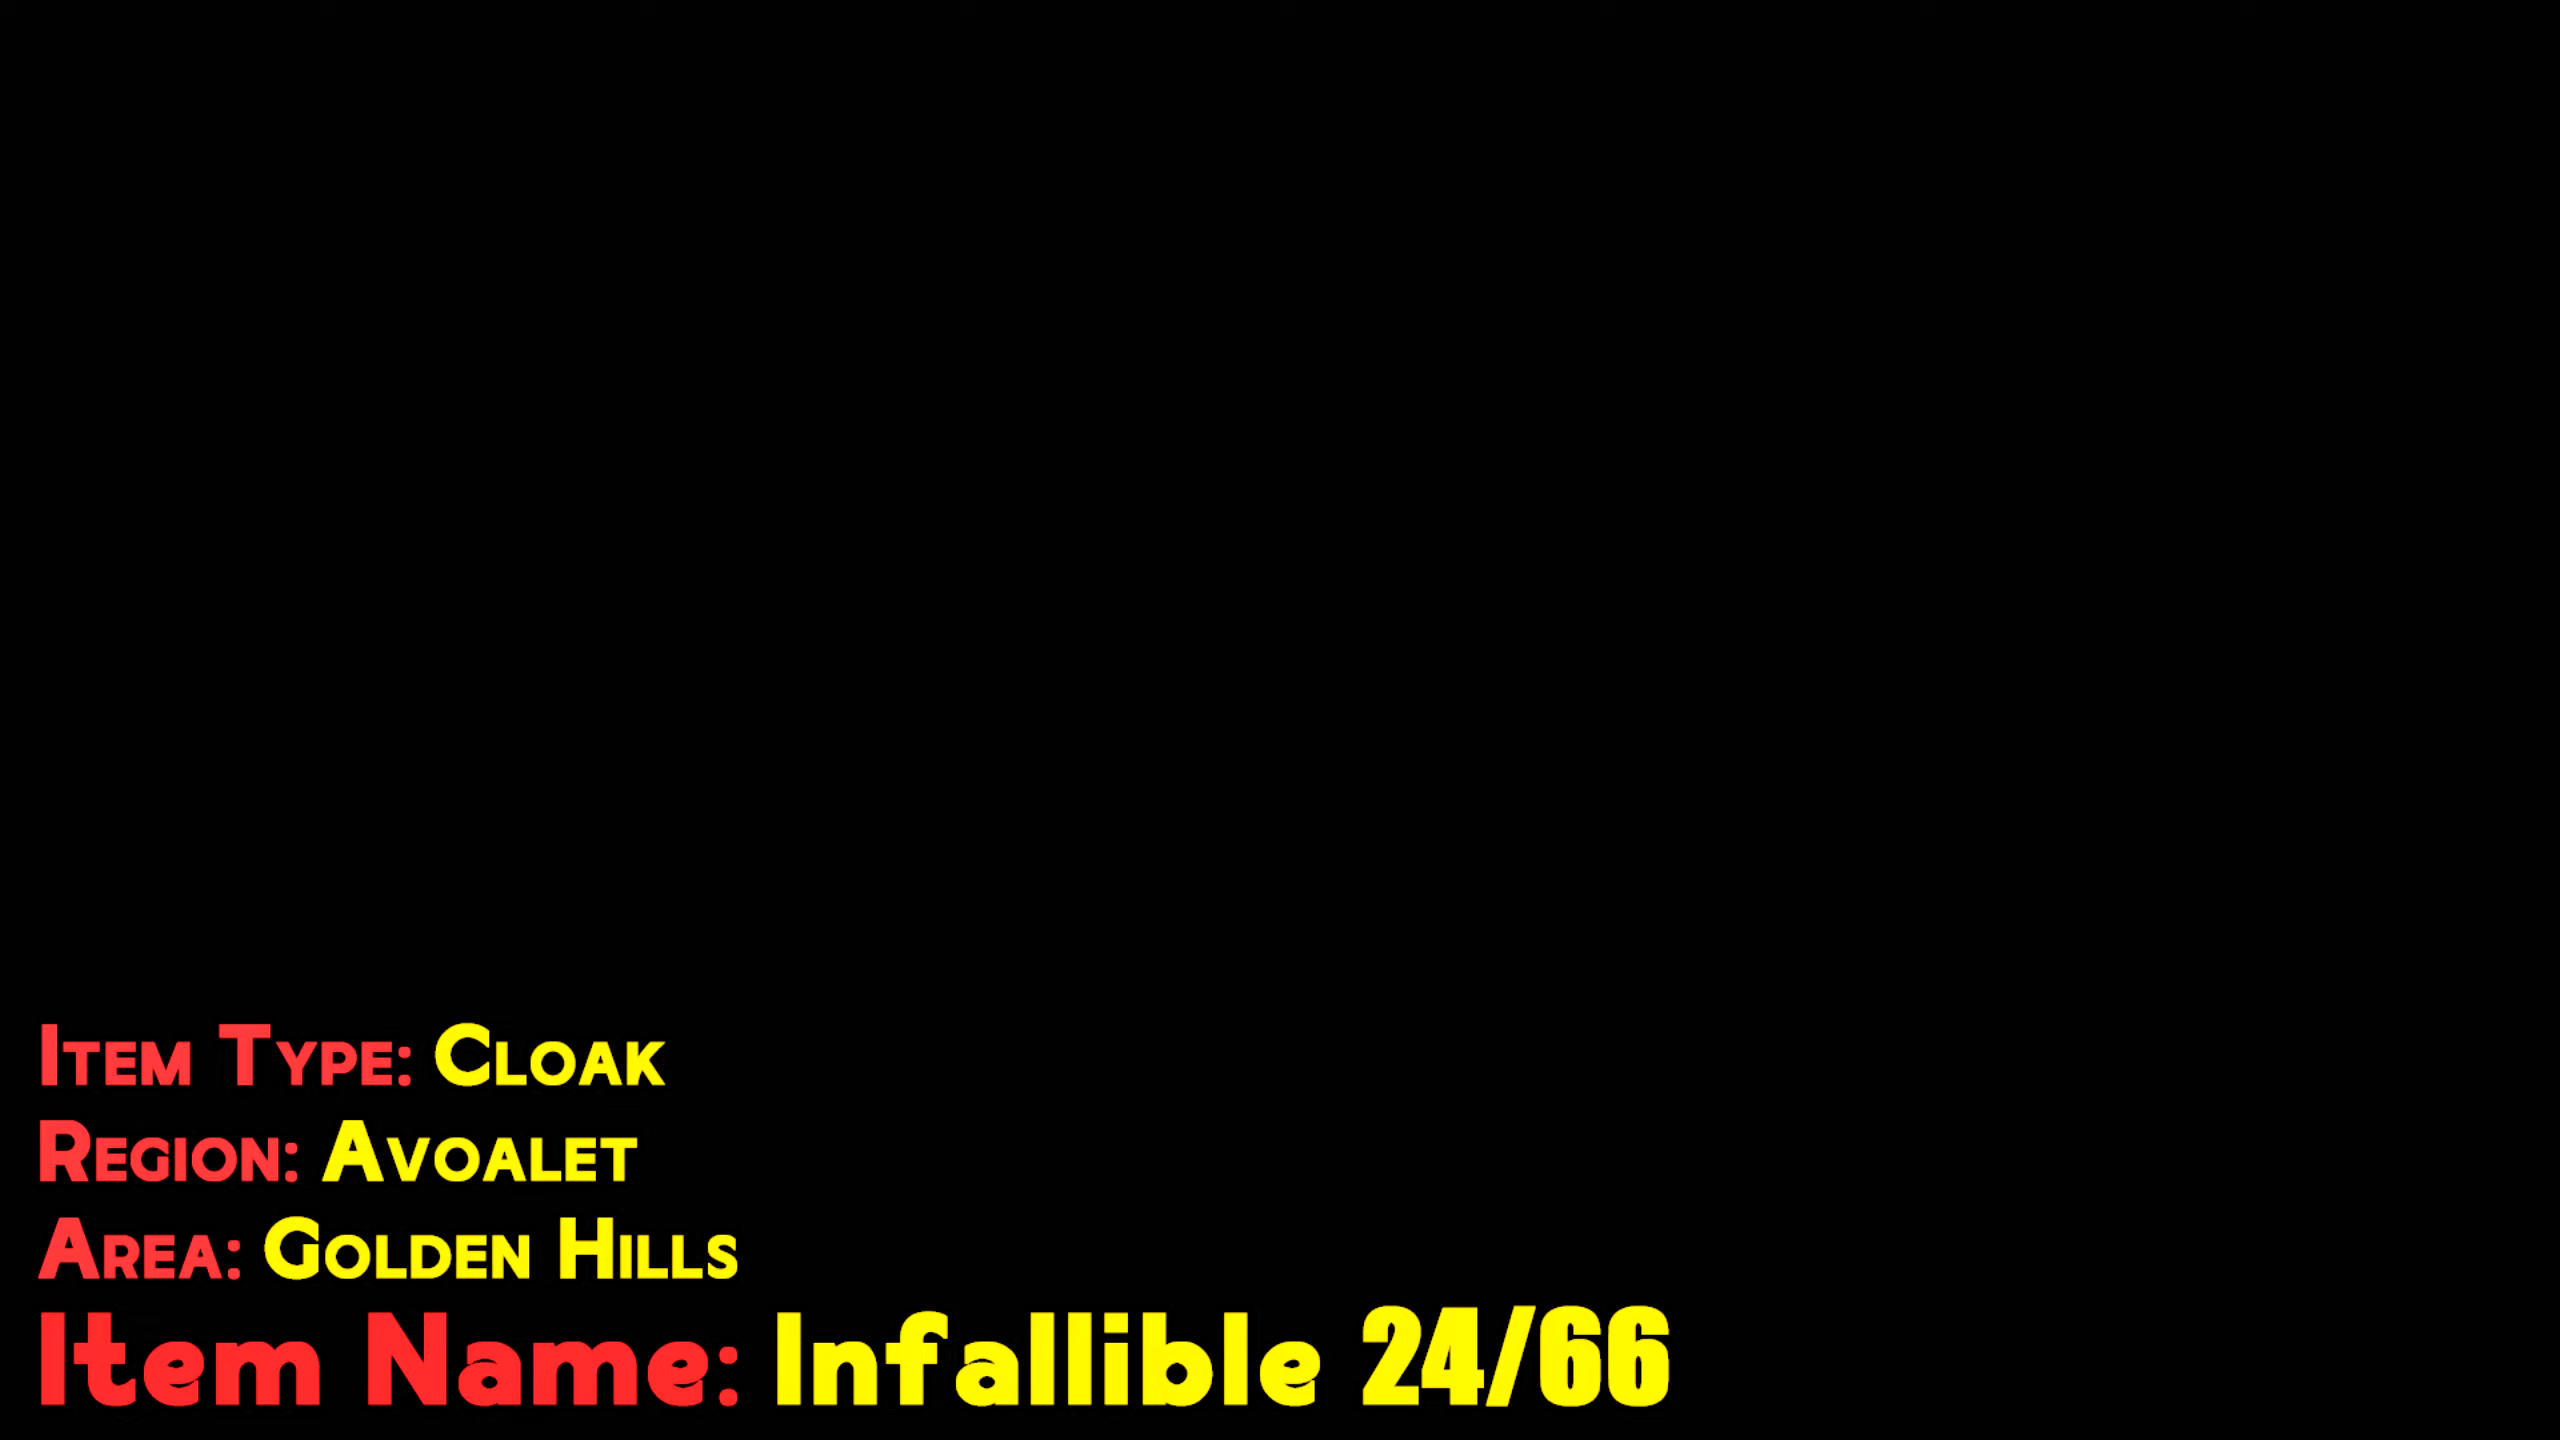 Item Type: Cloak
Region: Avoalet
Area: Golden Hills
Item Name: Infallible 24/66